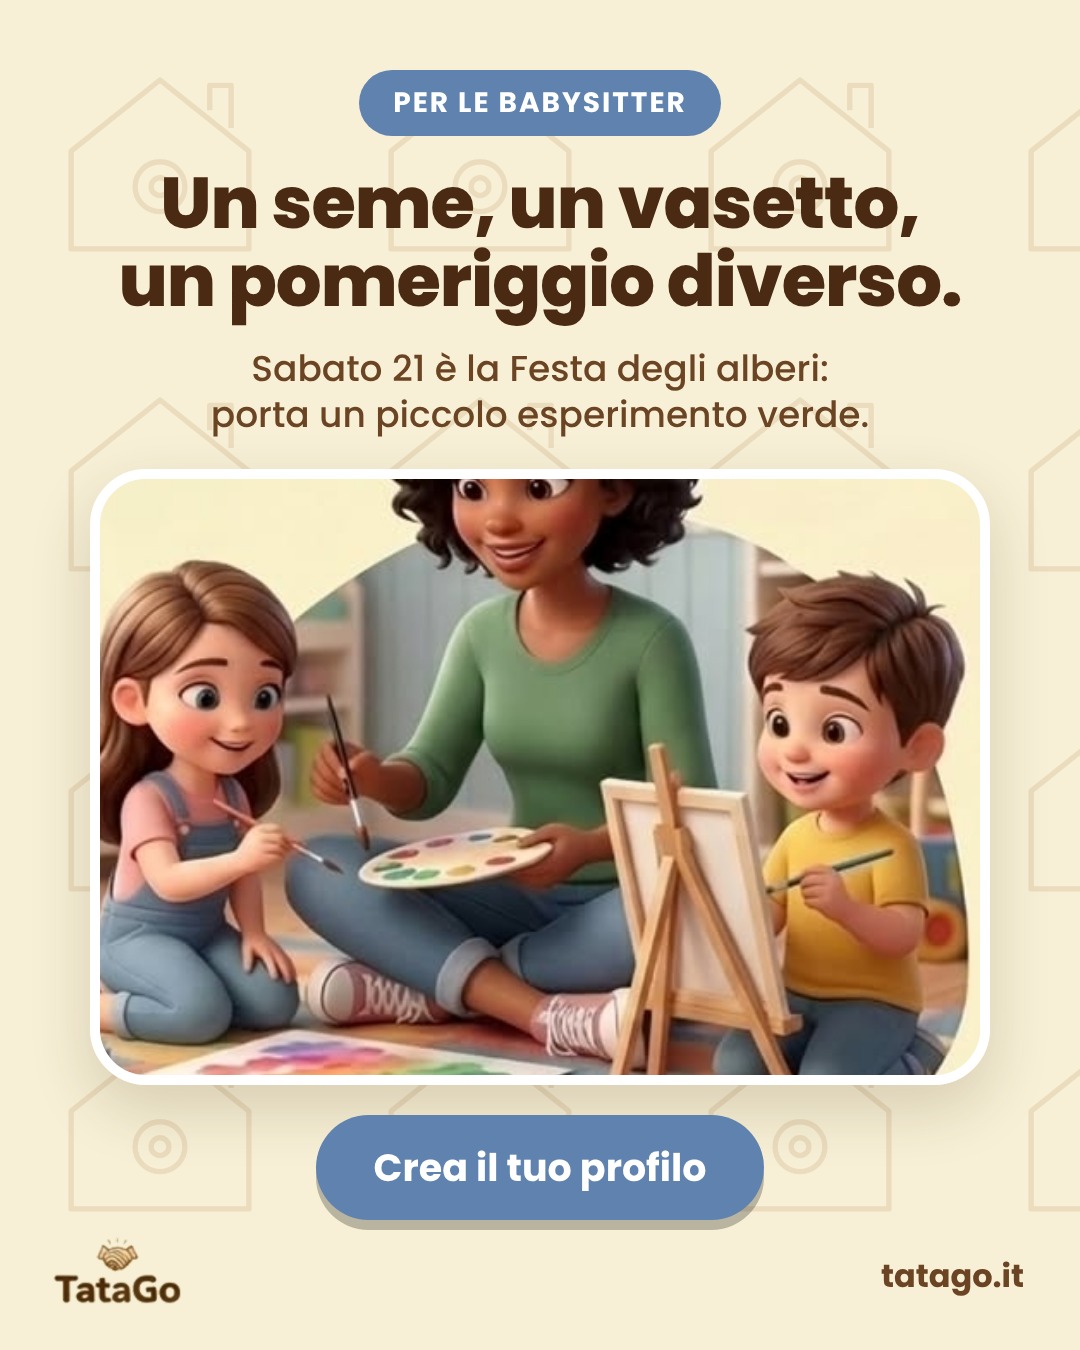 PER LE BABYSITTER
Un seme, un vasetto,
un pomeriggio diverso.
Sabato 21 è la Festa degli alberi:
porta un piccolo esperimento verde.
Crea il tuo profilo
TataGo
tatago.it